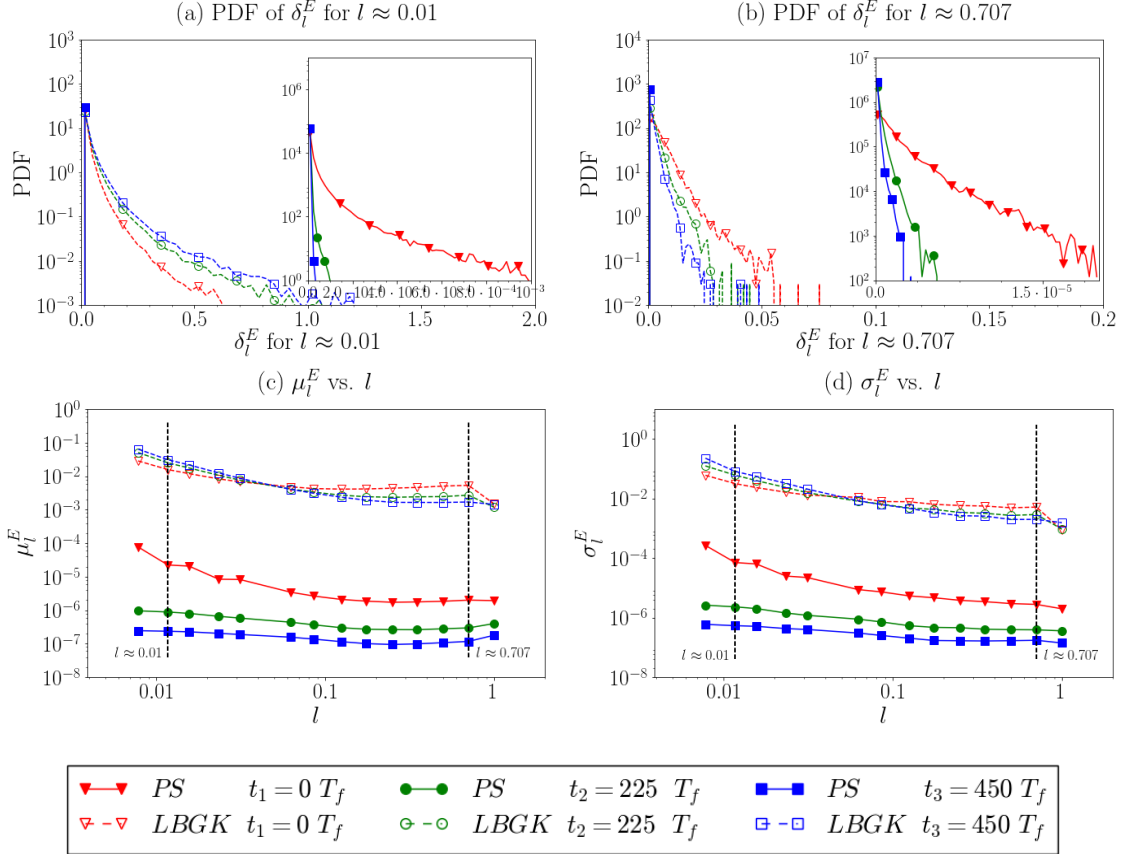 (a) PDF of δ_l^E for l ≈ 0.01
(b) PDF of δ_l^E for l ≈ 0.707
10^3
10^2
10^1
10^0
10^-1
10^-2
10^-3
PDF
10^6
10^4
10^2
10^0
0.0
0.0 0.5 1.0 1.5 2.0
δ_l^E for l ≈ 0.01
10^4
10^3
10^2
10^1
10^0
10^-1
10^-2
PDF
10^7
10^6
10^5
10^4
10^3
10^2
0.0 1.5 · 10^-5
0.0 0.05 0.1 0.15 0.2
δ_l^E for l ≈ 0.707
(c) μ_l^E vs. l
(d) σ_l^E vs. l
10^0
10^-1
10^-2
10^-3
10^-4
10^-5
10^-6
10^-7
10^-8
μ_l^E
l ≈ 0.01 l ≈ 0.707
0.01 0.1 1
l
10^0
10^-2
10^-4
10^-6
10^-8
σ_l^E
l ≈ 0.01 l ≈ 0.707
0.01 0.1 1
l
PS t_1 = 0 T_f PS t_2 = 225 T_f PS t_3 = 450 T_f
LBGK t_1 = 0 T_f LBGK t_2 = 225 T_f LBGK t_3 = 450 T_f